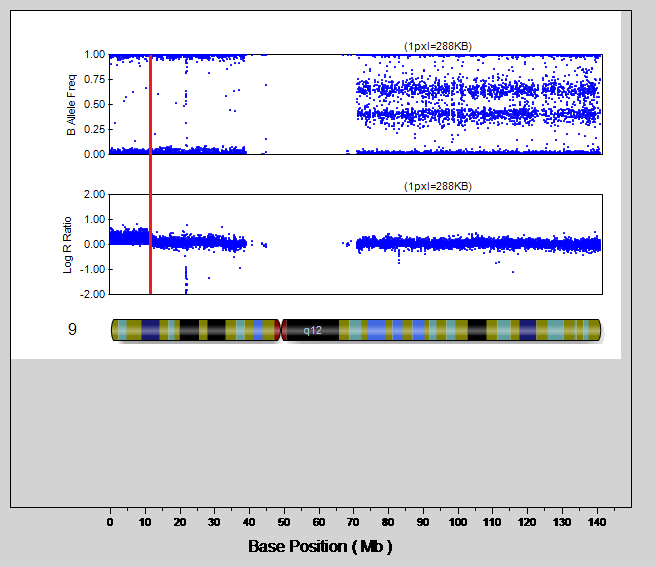 (1pxl=288KB)
1.00
0.75
0.50
0.25
0.00
B Allele Freq
(1pxl=288KB)
2.00
1.00
0.00
-1.00
-2.00
Log R Ratio
9
q12
0 10 20 30 40 50 60 70 80 90 100 110 120 130 140
Base Position ( Mb )